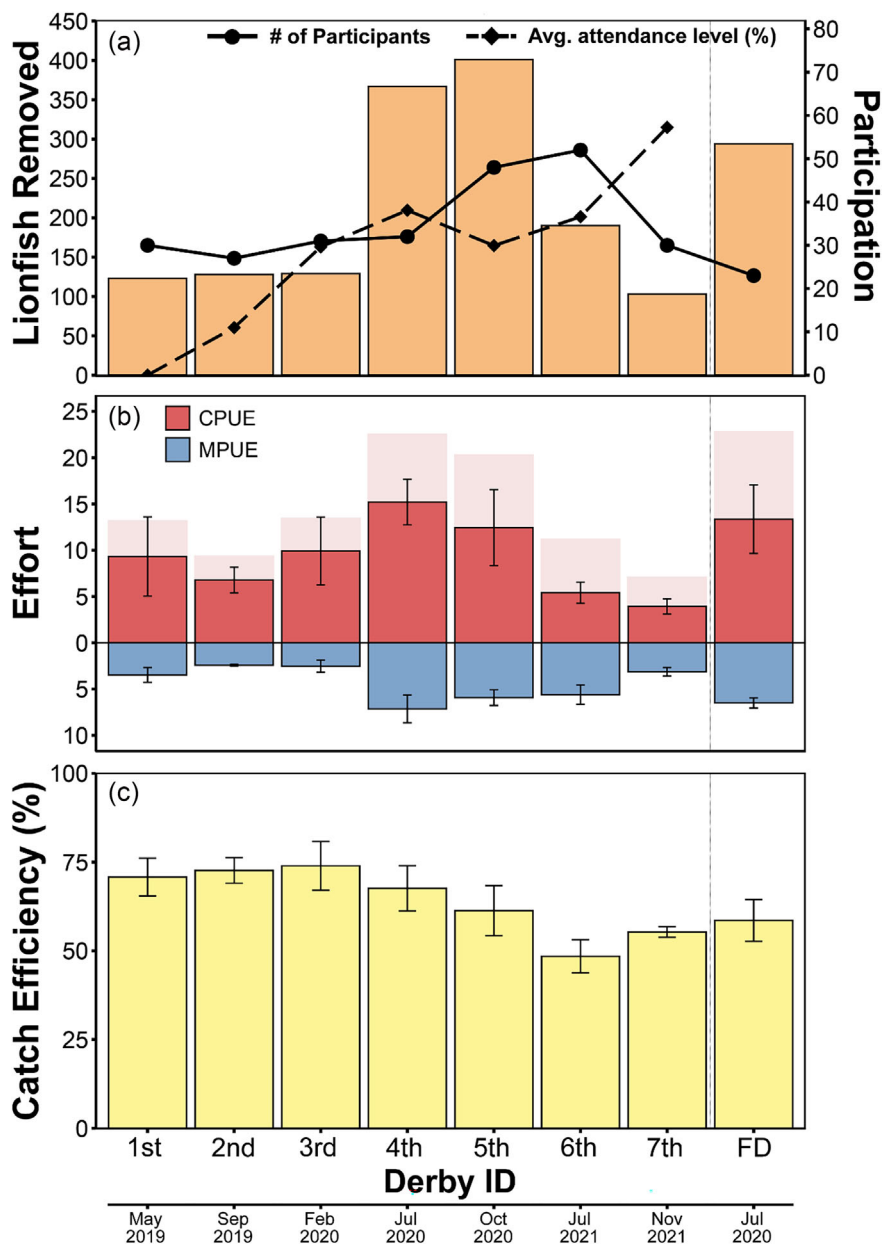 (a)
# of Participants
Avg. attendance level (%)
450
400
350
300
250
200
150
100
50
0
Lionfish Removed
80
70
60
50
40
30
20
10
0
Participation
(b)
CPUE
MPUE
25
20
15
10
5
0
5
10
Effort
(c)
100
75
50
25
0
Catch Efficiency (%)
1st 2nd 3rd 4th 5th 6th 7th FD
Derby ID
May Sep Feb Jul Oct Jul Nov Jul
2019 2019 2020 2020 2020 2021 2021 2020